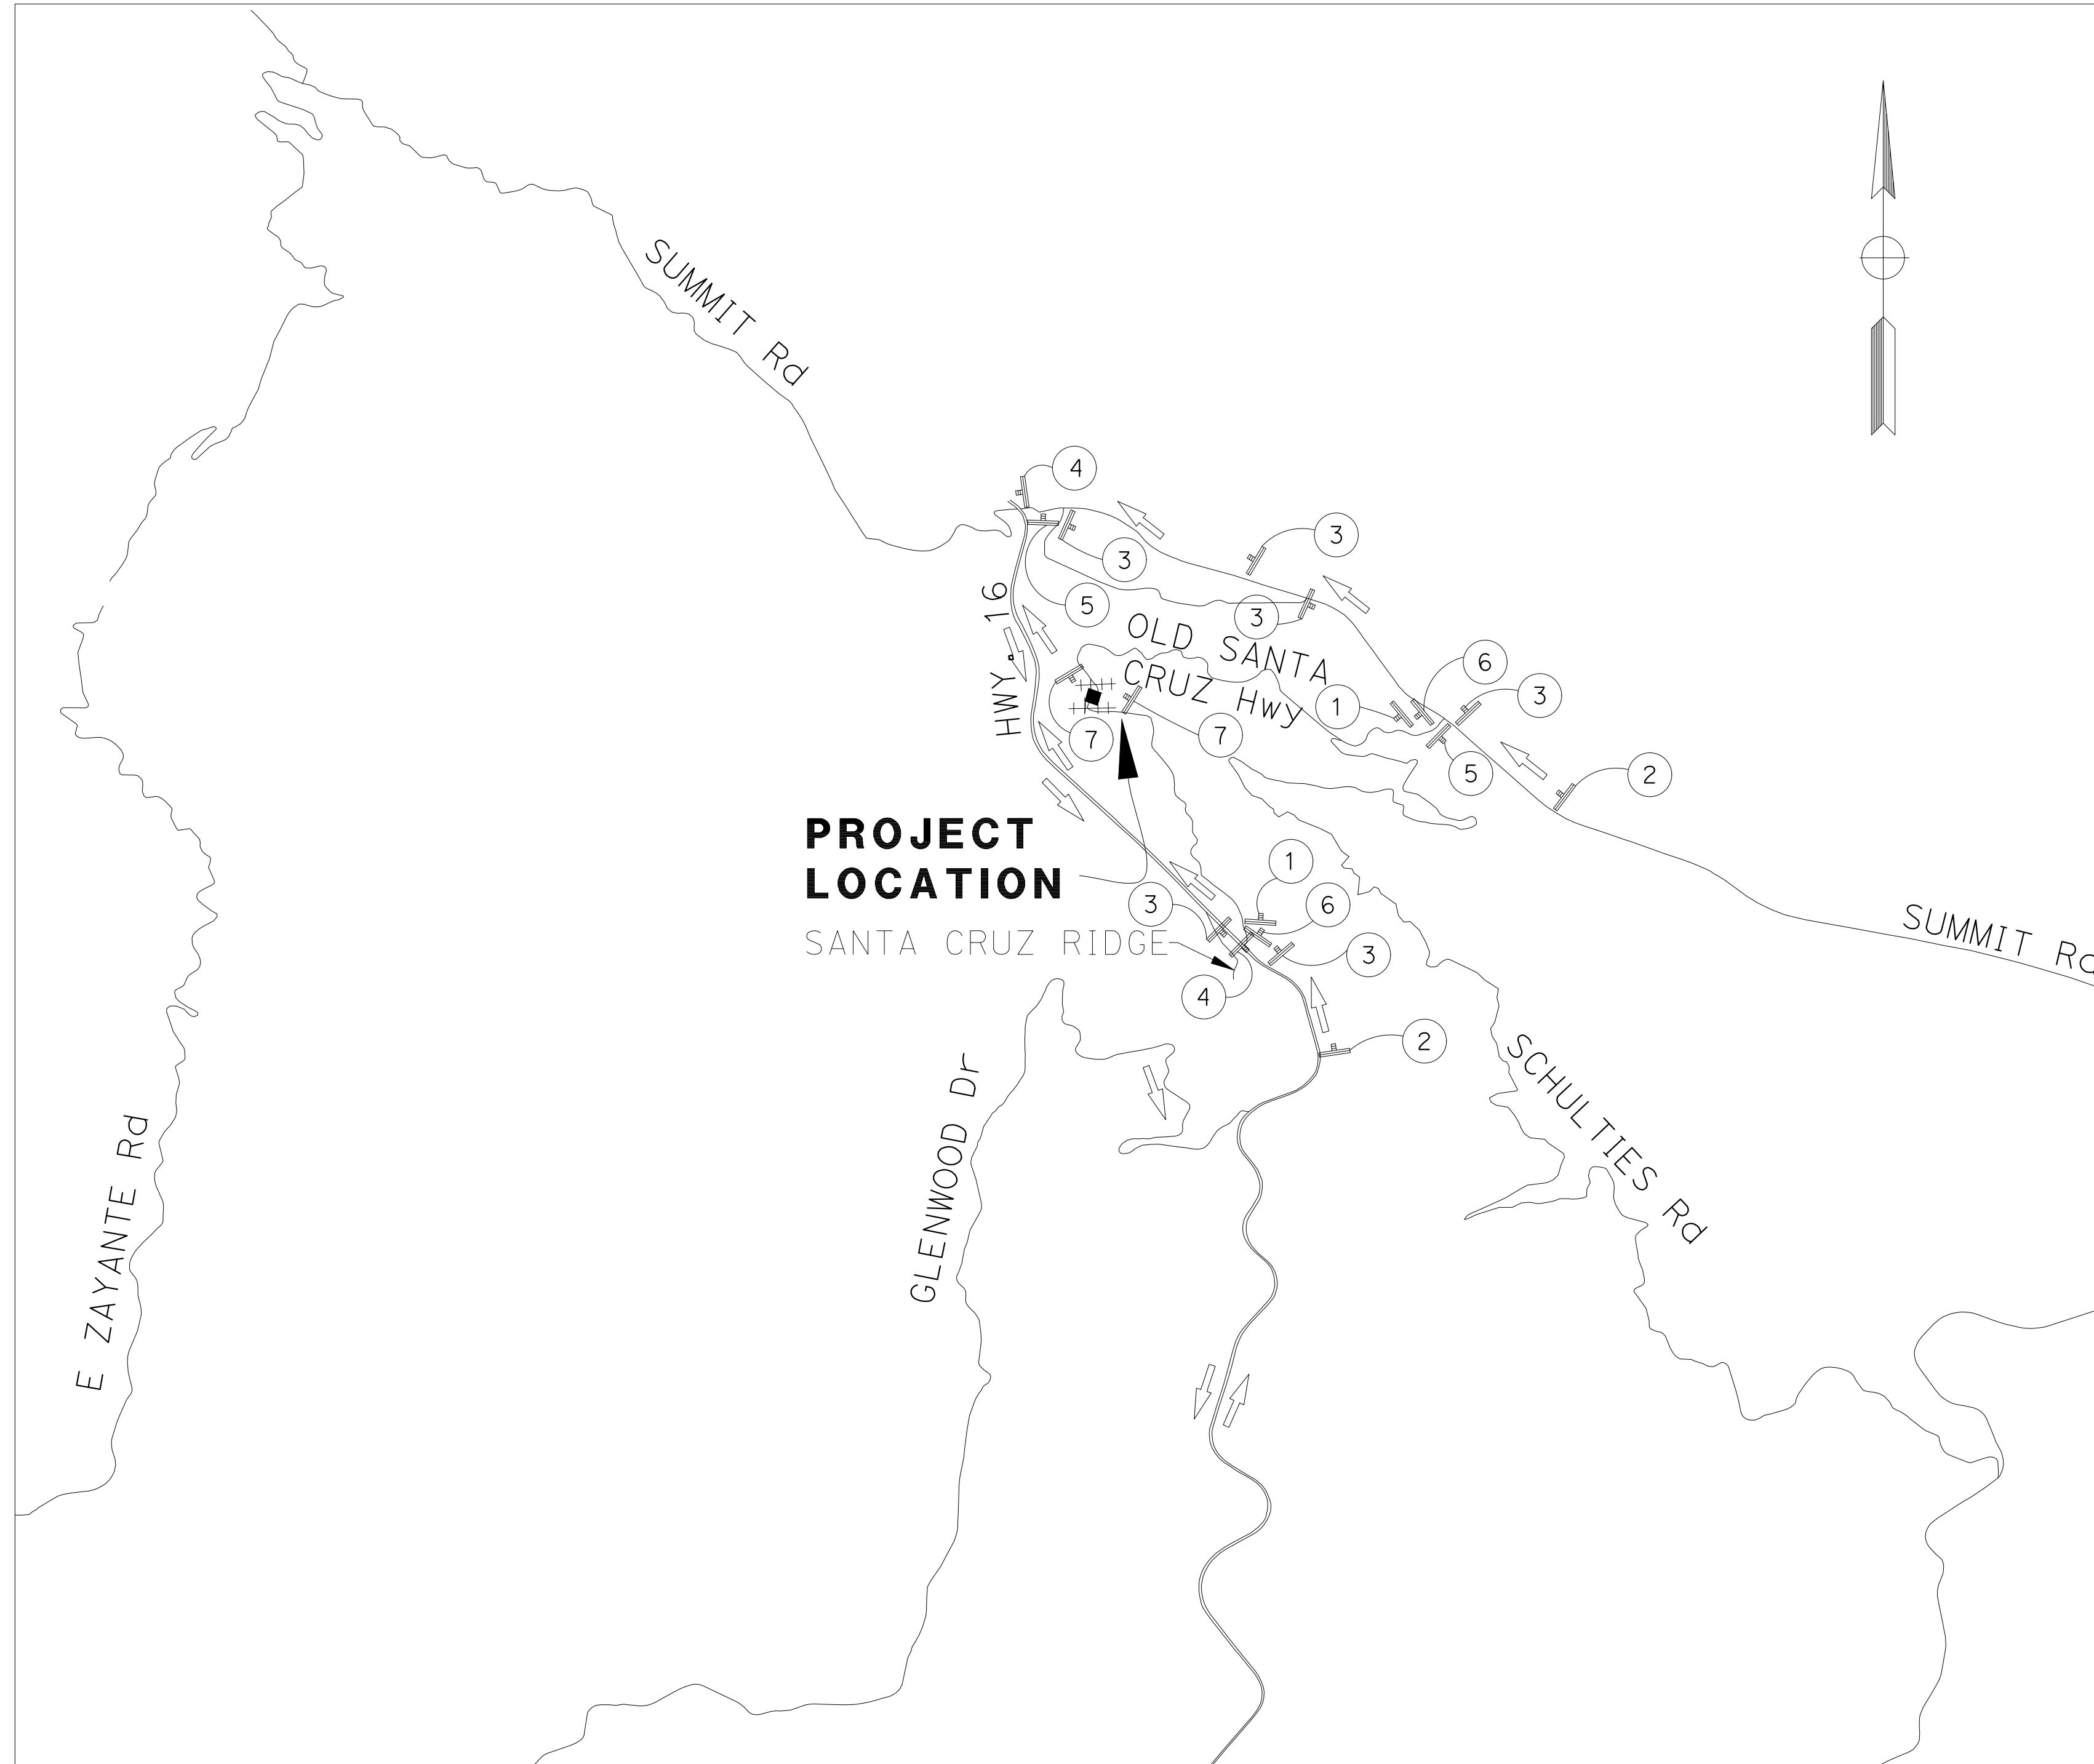 SUMMIT Rd
4
3
3
5
3
HWY. 16
OLD SANTA
CRUZ Hwy
6
3
1
7
7
5
2
PROJECT
LOCATION
1
3
6
SANTA CRUZ RIDGE
3
4
2
SUMMIT Rd
SCHULTIES Rd
GLENWOOD Dr
E ZAYANTE Rd